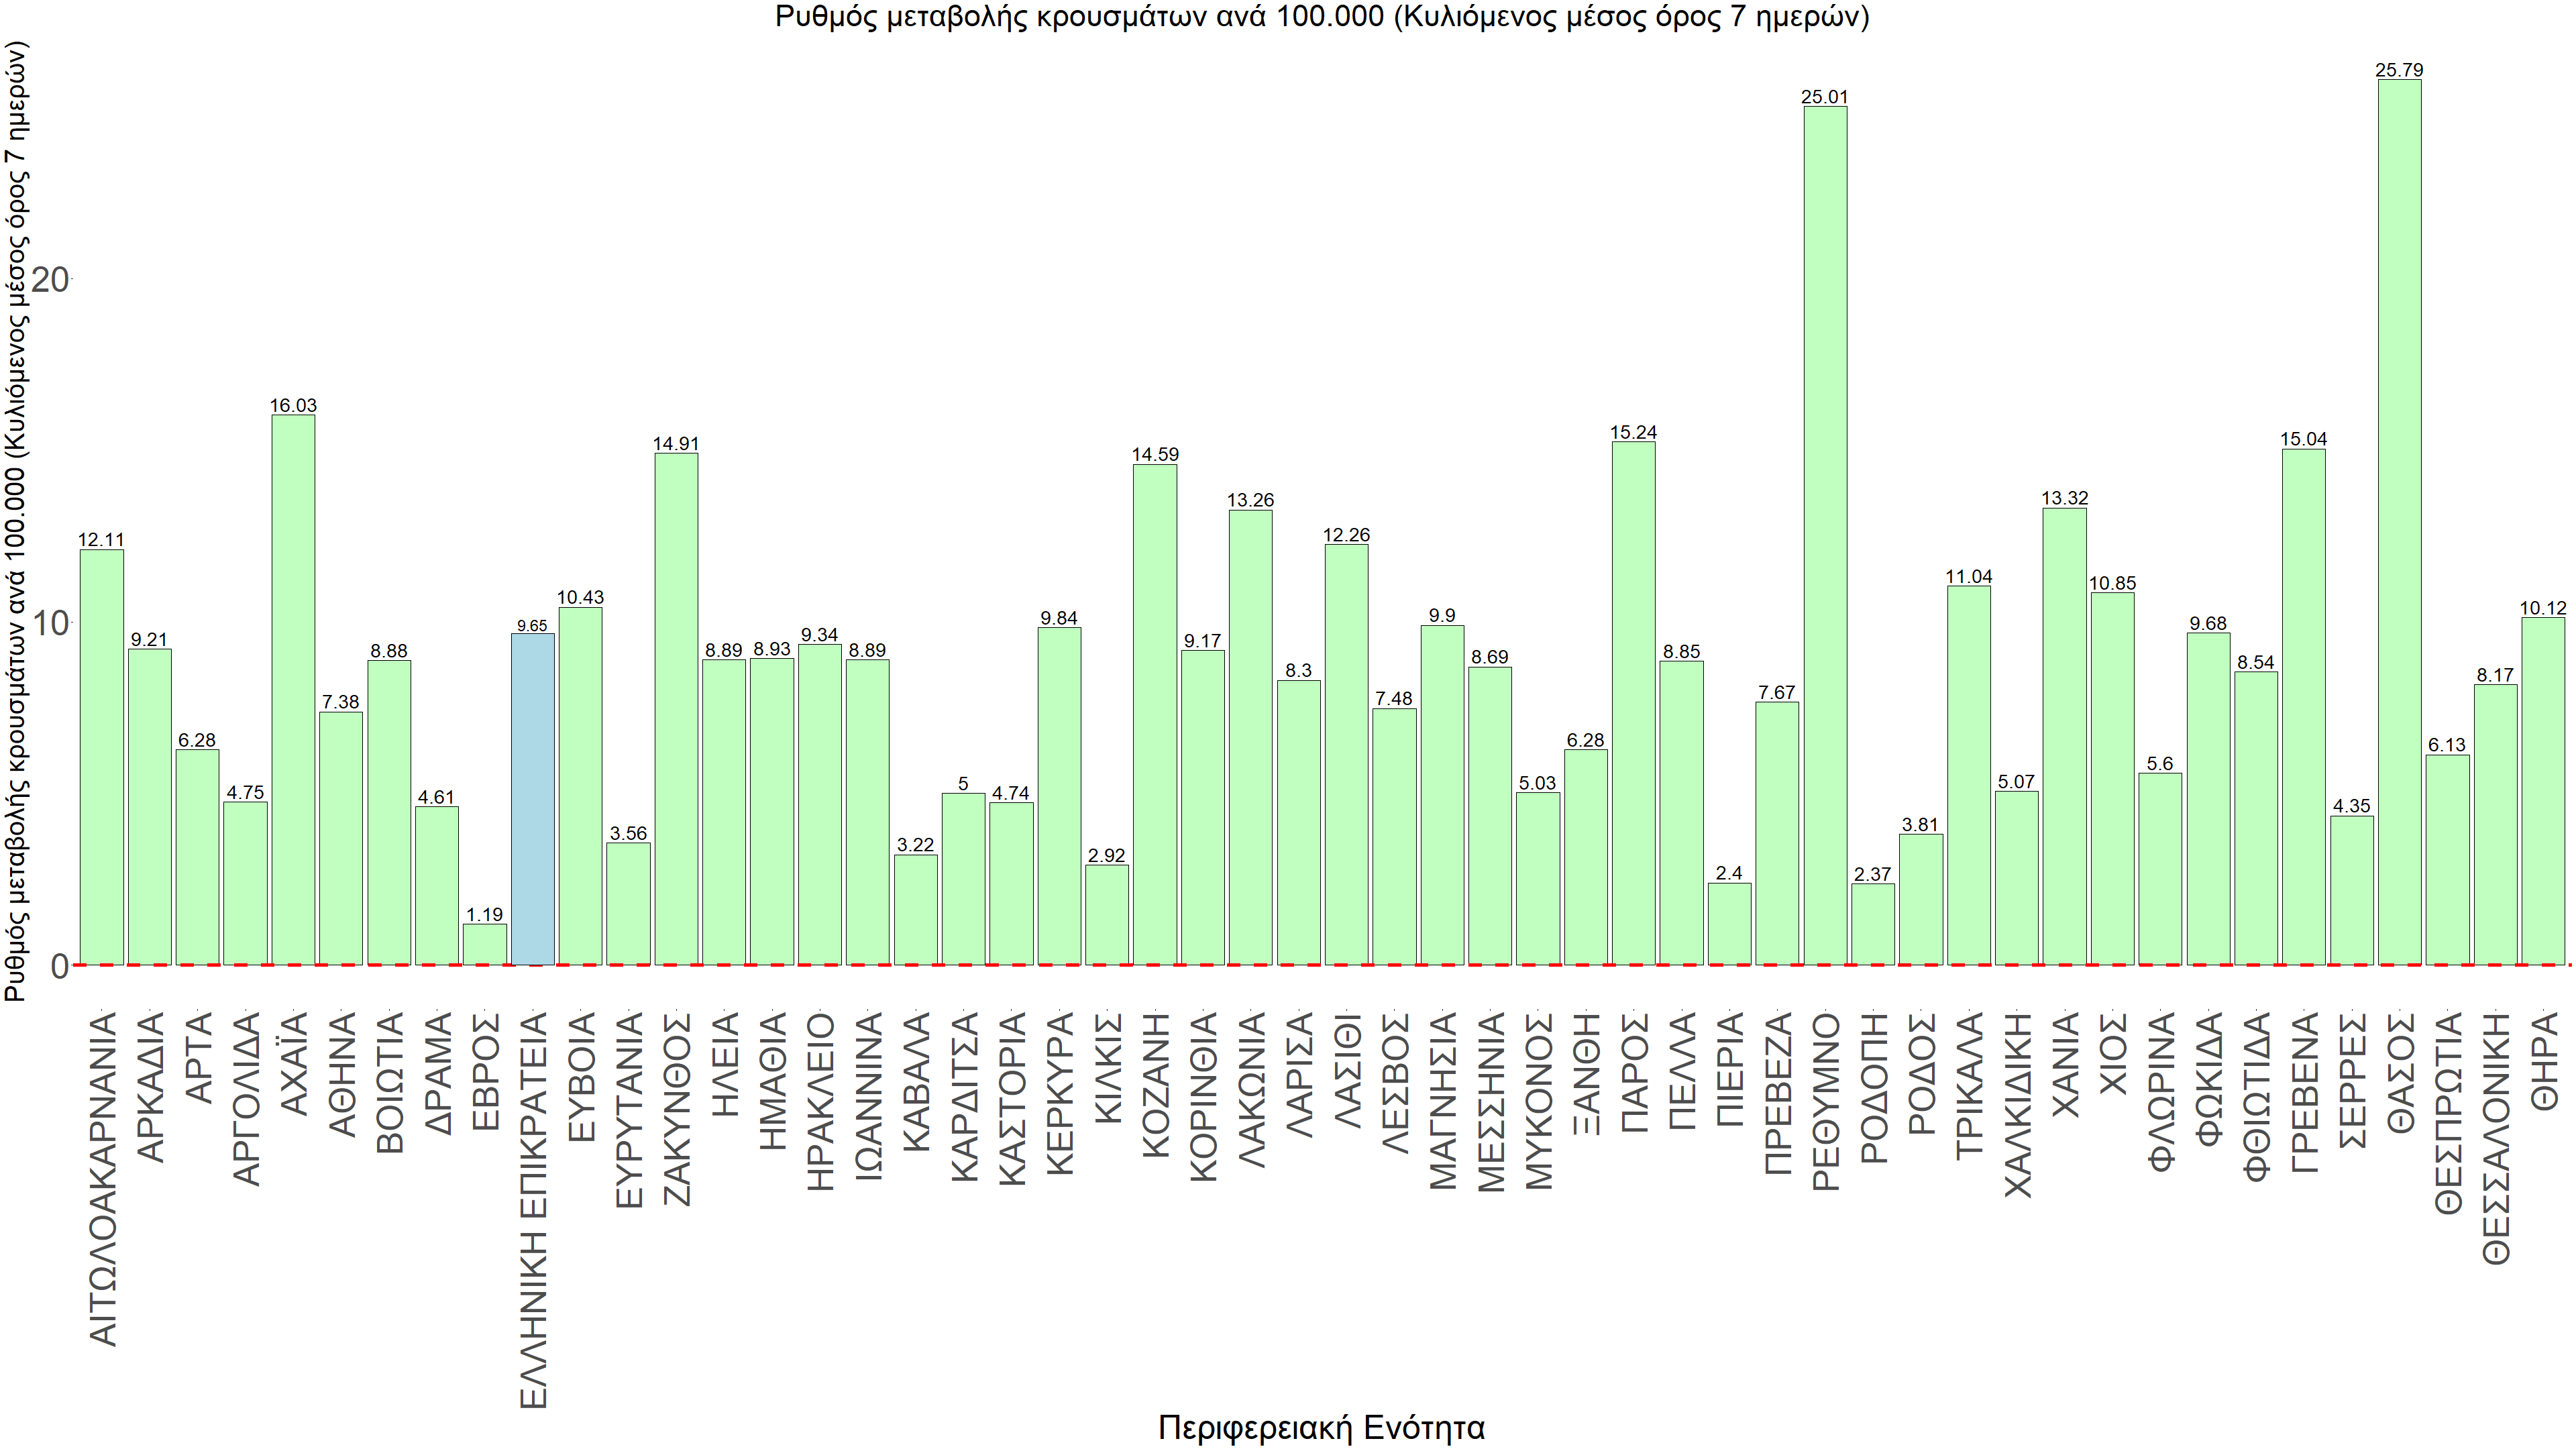 Ρυθμός μεταβολής κρουσμάτων ανά 100.000 (Κυλιόμενος μέσος όρος 7 ημερών)
Ρυθμός μεταβολής κρουσμάτων ανά 100.000 (Κυλιόμενος μέσος όρος 7 ημερών)
20
10
0
12.11
9.21
6.28
4.75
16.03
7.38
8.88
4.61
1.19
9.65
10.43
3.56
14.91
8.89
8.93
9.34
8.89
3.22
5
4.74
9.84
2.92
14.59
9.17
13.26
8.3
12.26
7.48
9.9
8.69
5.03
6.28
15.24
8.85
2.4
7.67
25.01
2.37
3.81
11.04
5.07
13.32
10.85
5.6
9.68
8.54
15.04
4.35
25.79
6.13
8.17
10.12
ΑΙΤΩΛΟΑΚΑΡΝΑΝΙΑ
ΑΡΚΑΔΙΑ
ΑΡΤΑ
ΑΡΓΟΛΙΔΑ
ΑΧΑΪΑ
ΑΘΗΝΑ
ΒΟΙΩΤΙΑ
ΔΡΑΜΑ
ΕΒΡΟΣ
ΕΛΛΗΝΙΚΗ ΕΠΙΚΡΑΤΕΙΑ
ΕΥΒΟΙΑ
ΕΥΡΥΤΑΝΙΑ
ΖΑΚΥΝΘΟΣ
ΗΛΕΙΑ
ΗΜΑΘΙΑ
ΗΡΑΚΛΕΙΟ
ΙΩΑΝΝΙΝΑ
ΚΑΒΑΛΑ
ΚΑΡΔΙΤΣΑ
ΚΑΣΤΟΡΙΑ
ΚΕΡΚΥΡΑ
ΚΙΛΚΙΣ
ΚΟΖΑΝΗ
ΚΟΡΙΝΘΙΑ
ΛΑΚΩΝΙΑ
ΛΑΡΙΣΑ
ΛΑΣΙΘΙ
ΛΕΣΒΟΣ
ΜΑΓΝΗΣΙΑ
ΜΕΣΣΗΝΙΑ
ΜΥΚΟΝΟΣ
ΞΑΝΘΗ
ΠΑΡΟΣ
ΠΕΛΛΑ
ΠΙΕΡΙΑ
ΠΡΕΒΕΖΑ
ΡΕΘΥΜΝΟ
ΡΟΔΟΠΗ
ΡΟΔΟΣ
ΤΡΙΚΑΛΑ
ΧΑΛΚΙΔΙΚΗ
ΧΑΝΙΑ
ΧΙΟΣ
ΦΛΩΡΙΝΑ
ΦΩΚΙΔΑ
ΦΘΙΩΤΙΔΑ
ΓΡΕΒΕΝΑ
ΣΕΡΡΕΣ
ΘΑΣΟΣ
ΘΕΣΠΡΩΤΙΑ
ΘΕΣΣΑΛΟΝΙΚΗ
ΘΗΡΑ
Περιφερειακή Ενότητα